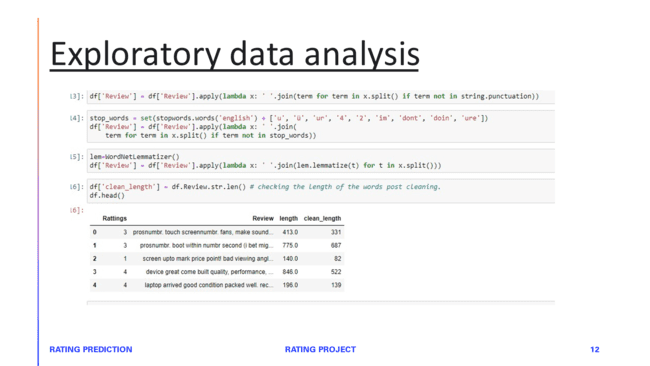 Exploratory data analysis
[3]: df['Review'] = df['Review'].apply(lambda x: ' '.join(term for term in x.split() if term not in string.punctuation))
[4]: stop_words = set(stopwords.words('english') + ['u', 'ü', 'ur', '4', '2', 'im', 'dont', 'doin', 'ure'])
df['Review'] = df['Review'].apply(lambda x: ' '.join(
term for term in x.split() if term not in stop_words))
[5]: lem=WordNetLemmatizer()
df['Review'] = df['Review'].apply(lambda x: ' '.join(lem.lemmatize(t) for t in x.split()))
[6]: df['clean_length'] = df.Review.str.len() # checking the Length of the words post cleaning.
df.head()
[6]:
Rattings Review length clean_length
0 3 prosnumbr. touch screennumbr. fans, make sound... 413.0 331
1 3 prosnumbr. boot within numbr second (i bet mig... 775.0 687
2 1 screen upto mark price point! bad viewing angl... 140.0 82
3 4 device great come built quality, performance, ... 846.0 522
4 4 laptop arrived good condition packed well. rec... 196.0 139
RATING PREDICTION RATING PROJECT 12